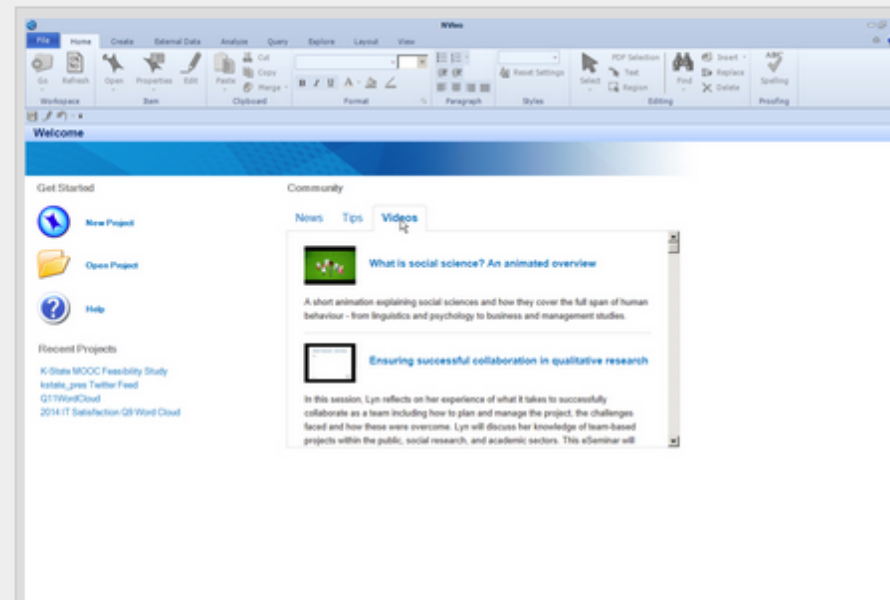 NVivo
File Home Create External Data Analyze Query Explore Layout View
Go Refresh Open Properties Edit Paste Cut Copy Merge
B I U A
Reset Settings
Select PDF Selection Text Region Find Insert Replace Delete
ABC Spelling
Workspace Item Clipboard Format Paragraph Styles Editing Proofing
Welcome
Get Started
New Project
Open Project
Help
Recent Projects
K-State MOOC Feasibility Study
kstate_pres Twitter Feed
Q11WordCloud
2014 IT Satisfaction Q8 Word Cloud
Community
News Tips Videos
What is social science? An animated overview
A short animation explaining social sciences and how they cover the full span of human
behaviour - from linguistics and psychology to business and management studies.
Ensuring successful collaboration in qualitative research
In this session, Lyn reflects on her experience of what it takes to successfully
collaborate as a team including how to plan and manage the project, the challenges
faced and how these were overcome. Lyn will discuss her knowledge of team-based
projects within the public, social research, and academic sectors. This eSeminar will